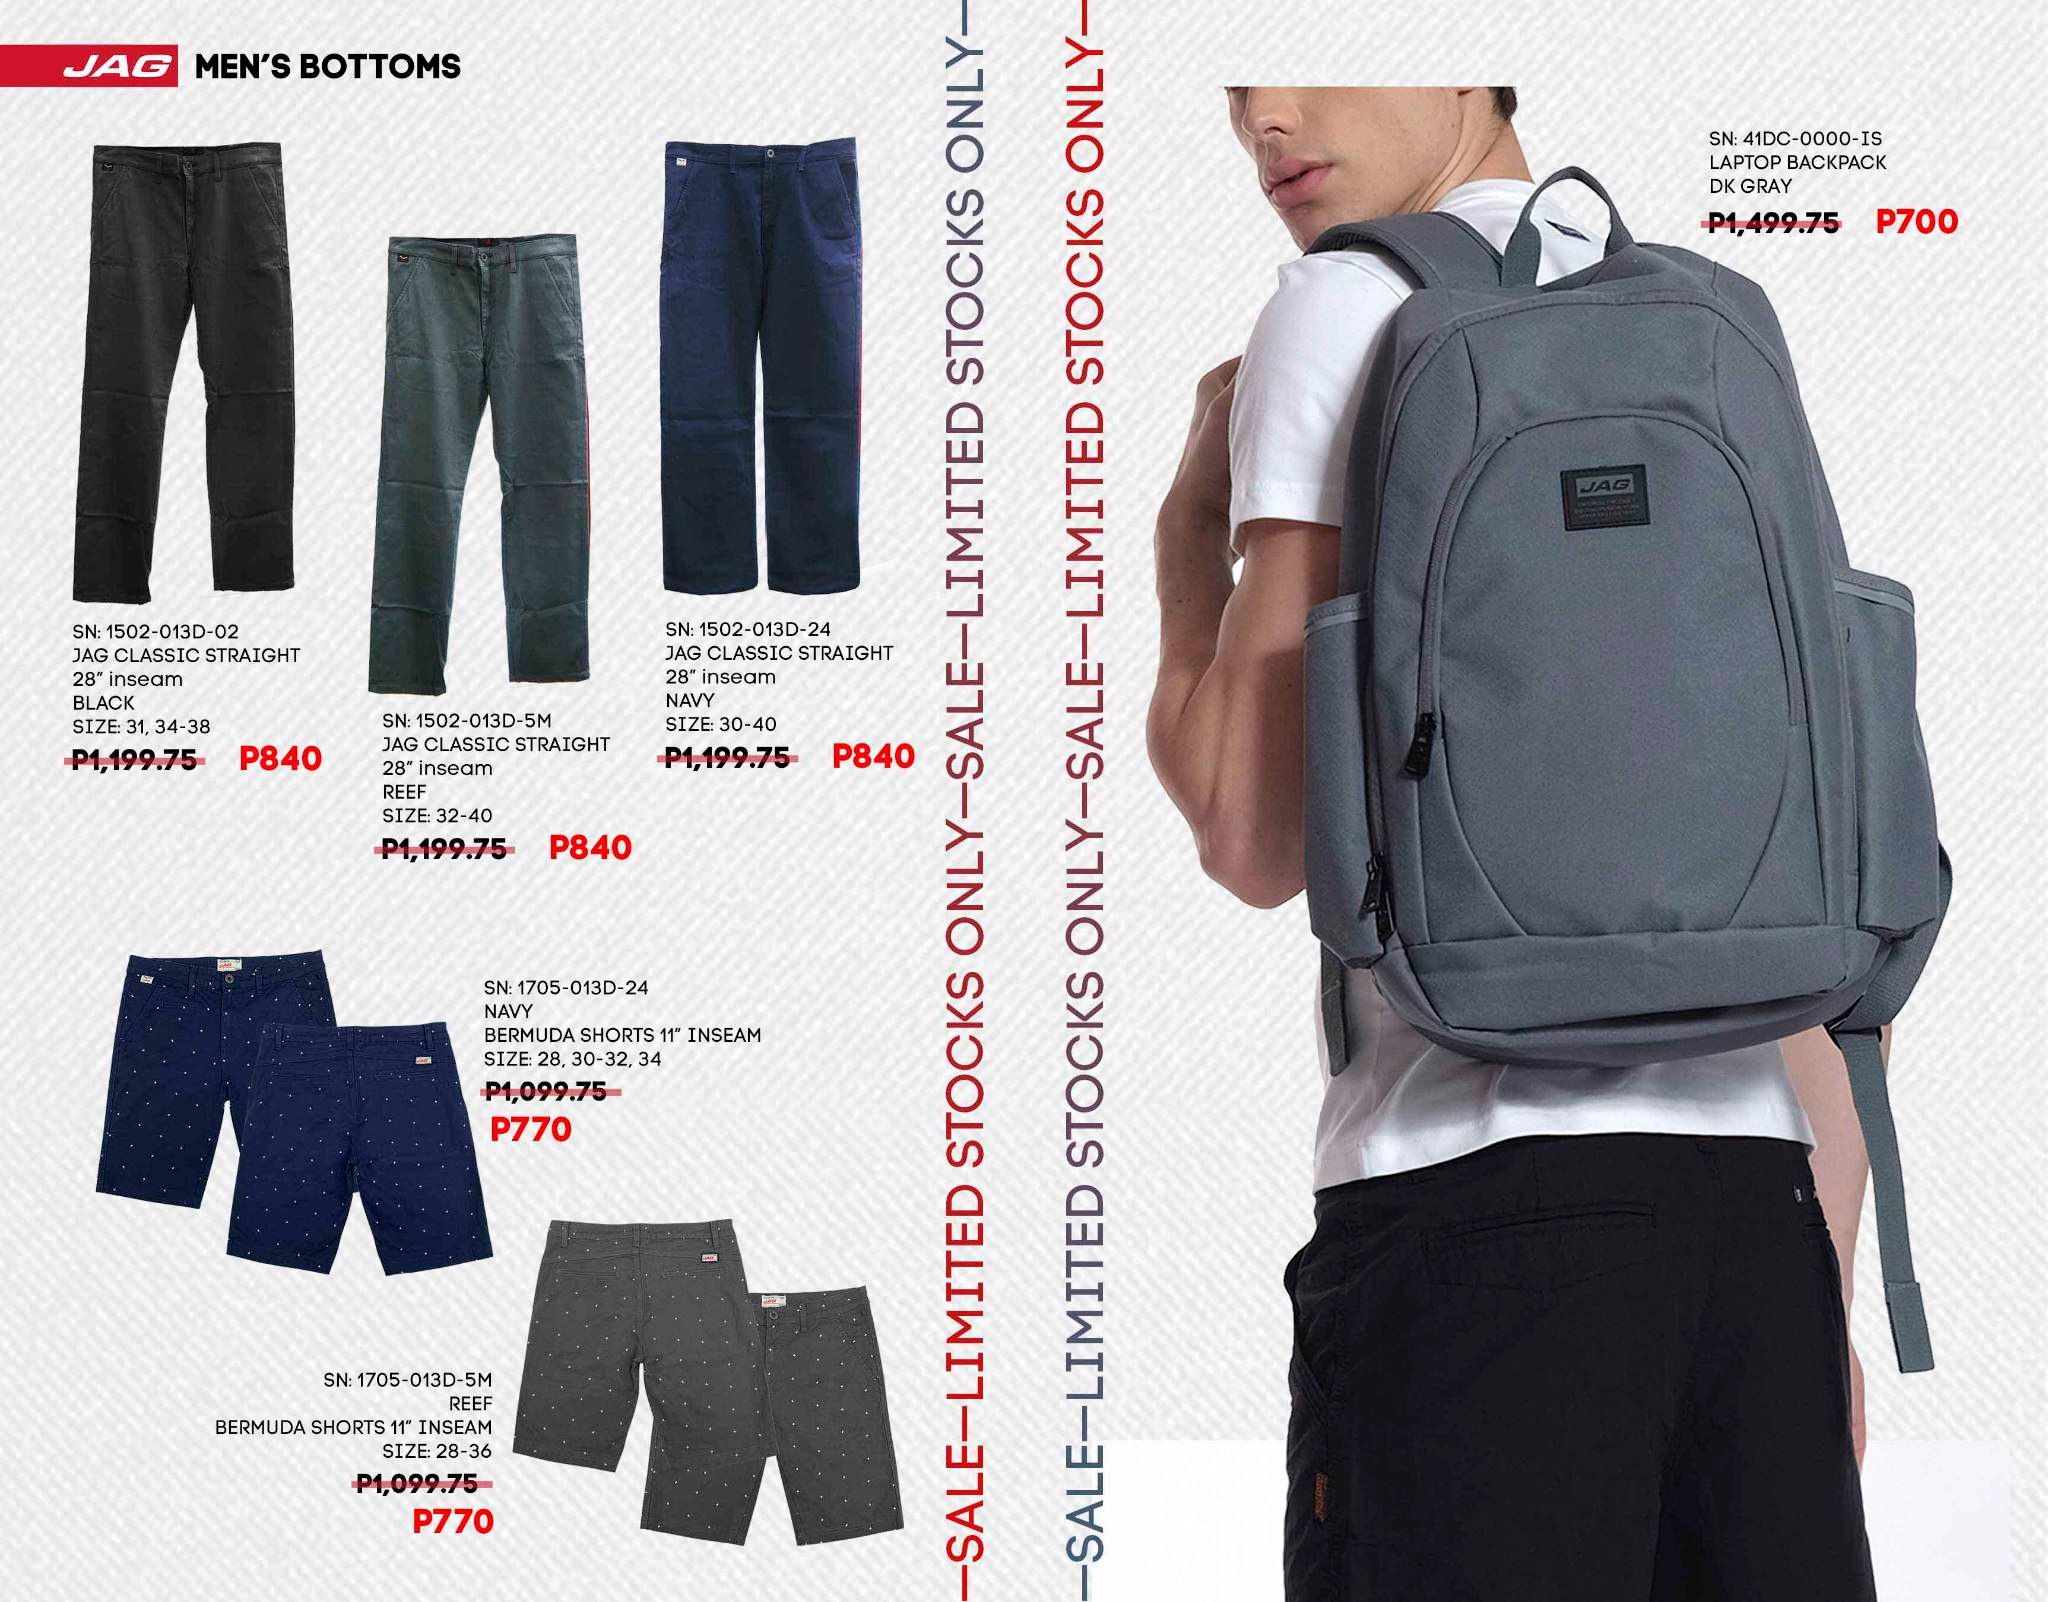 JAG MEN'S BOTTOMS
SN: 1502-013D-02
JAG CLASSIC STRAIGHT
28" inseam
BLACK
SIZE: 31, 34-38
P1,199.75 P840
SN: 1502-013D-5M
JAG CLASSIC STRAIGHT
28" inseam
REEF
SIZE: 32-40
P1,199.75 P840
SN: 1502-013D-24
JAG CLASSIC STRAIGHT
28" inseam
NAVY
SIZE: 30-40
P1,199.75 P840
SN: 1705-013D-24
NAVY
BERMUDA SHORTS 11" INSEAM
SIZE: 28, 30-32, 34
P1,099.75
P770
JAG
JAG
SN: 1705-013D-5M
REEF
BERMUDA SHORTS 11" INSEAM
SIZE: 28-36
P1,099.75
P770
JAG
JAG
—SALE—LIMITED STOCKS ONLY—SALE—LIMITED STOCKS ONLY—
—SALE—LIMITED STOCKS ONLY—SALE—LIMITED STOCKS ONLY—
SN: 41DC-0000-IS
LAPTOP BACKPACK
DK GRAY
P1,499.75 P700
JAG